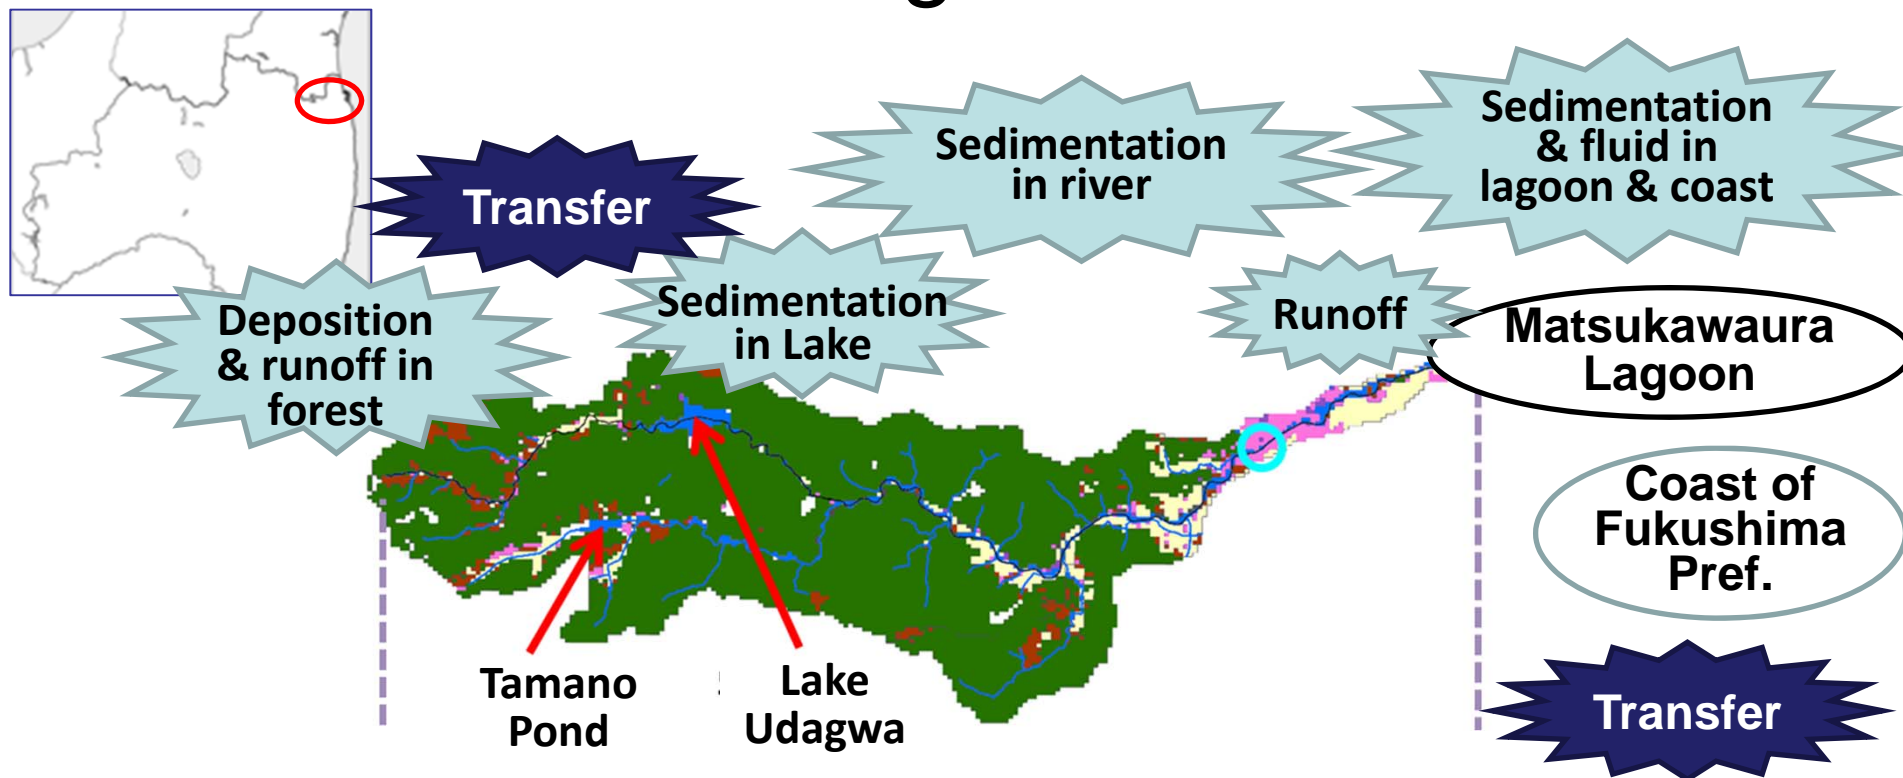 Sedimentation
& fluid in
lagoon & coast
Sedimentation
in river
Transfer
Sedimentation
in Lake
Runoff
Deposition
& runoff in
forest
Matsukawaura
Lagoon
Coast of
Fukushima
Pref.
Tamano
Pond
Lake
Udagwa
Transfer